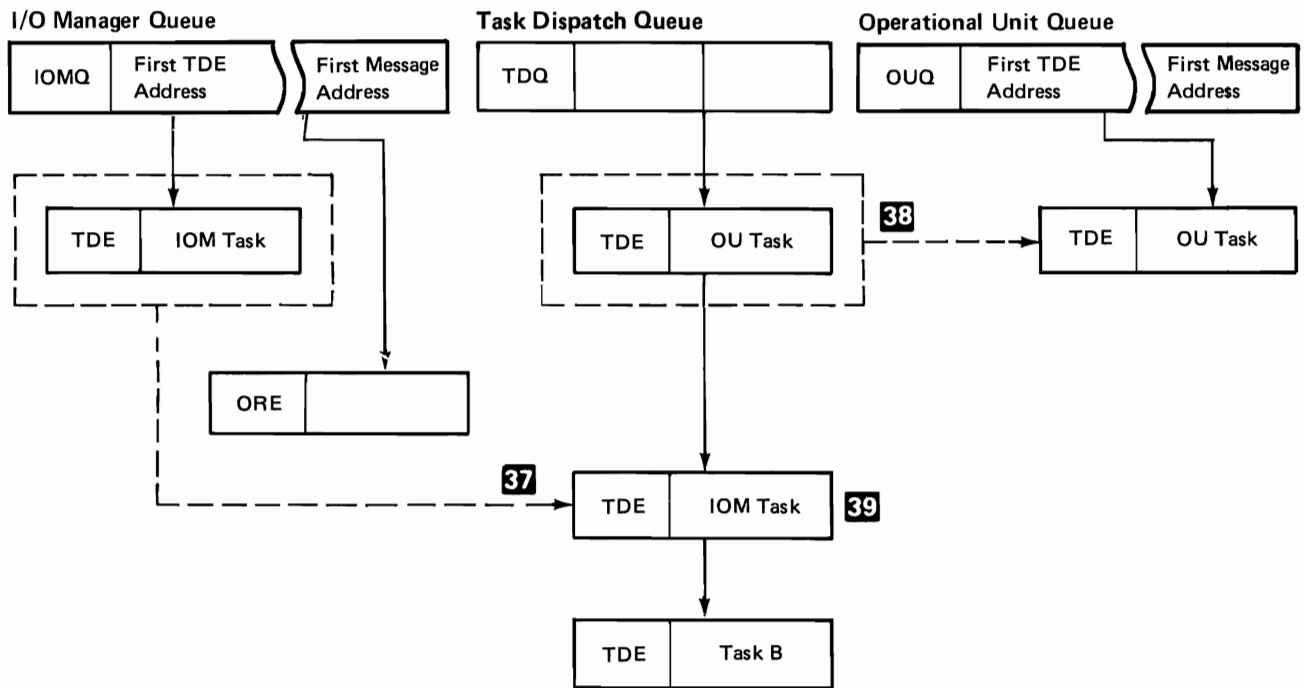 I/O Manager Queue
Task Dispatch Queue
Operational Unit Queue
IOMQ
First TDE
Address
First Message
Address
TDQ
OUQ
First TDE
Address
First Message
Address
TDE
IOM Task
TDE
OU Task
38
TDE
OU Task
ORE
37
TDE
IOM Task
39
TDE
Task B